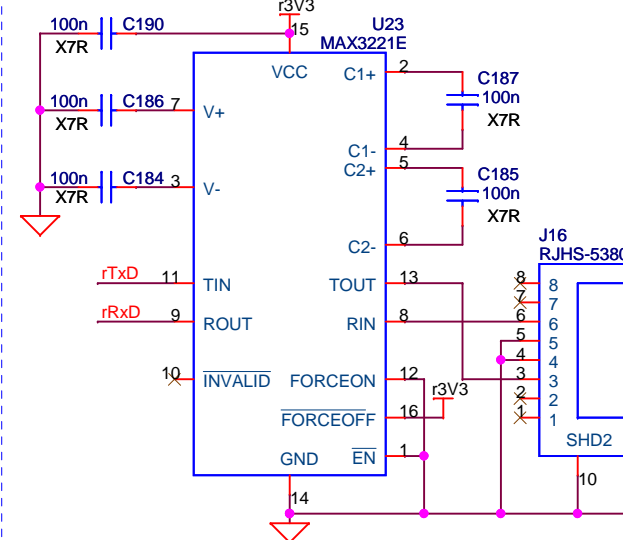 r3V3
100n C190
X7R
15
U23
MAX3221E
VCC
C1+ 2
C187
100n
X7R
100n C186 7 V+
X7R
C1- 4
C2+ 5
100n C184 3 V-
X7R
C185
100n
X7R
C2- 6
J16
RJHS-5380
rTxD 11 TIN
TOUT 13
8 8
7 7
rRxD 9 ROUT
RIN 8
6 6
5 5
4 4
10 INVALID
FORCEON 12
3 3
r3V3
2 2
FORCEOFF 16
1 1
SHD2
GND
EN 1
10
14